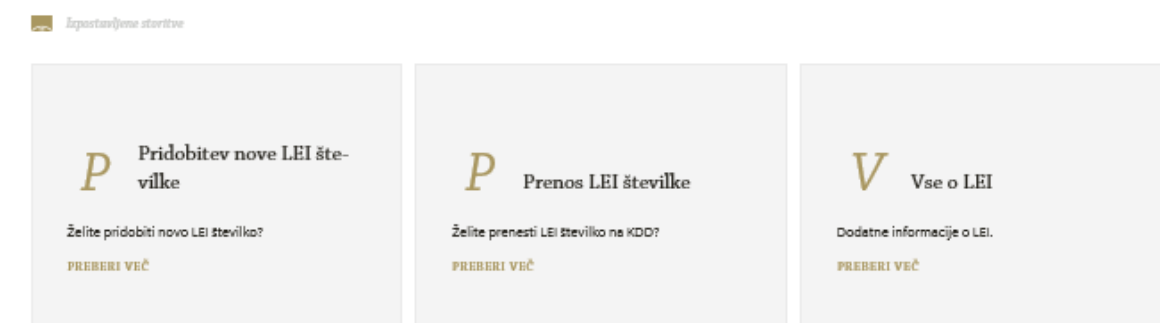 Izpostavljene storitve
P
Pridobitev nove LEI šte-
vilke
Želite pridobiti novo LEI številko?
PREBERI VEČ
P
Prenos LEI številke
Želite prenesti LEI številko na KDD?
PREBERI VEČ
V
Vse o LEI
Dodatne informacije o LEI.
PREBERI VEČ